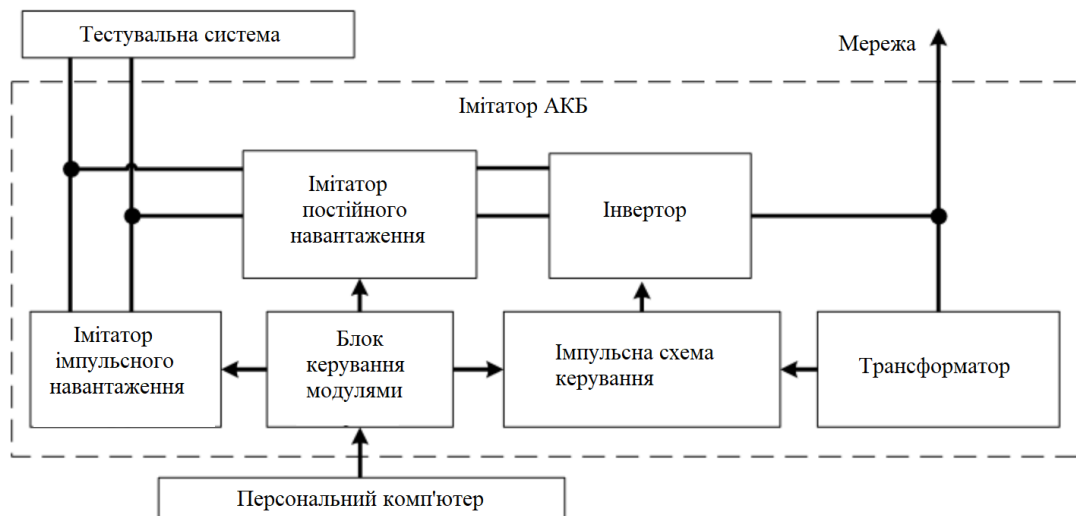 Тестувальна система
Мережа
Імітатор АКБ
Імітатор
постійного
навантаження
Інвертор
Імітатор
імпульсного
навантаження
Блок
керування
модулями
Імпульсна схема
керування
Трансформатор
Персональний комп'ютер